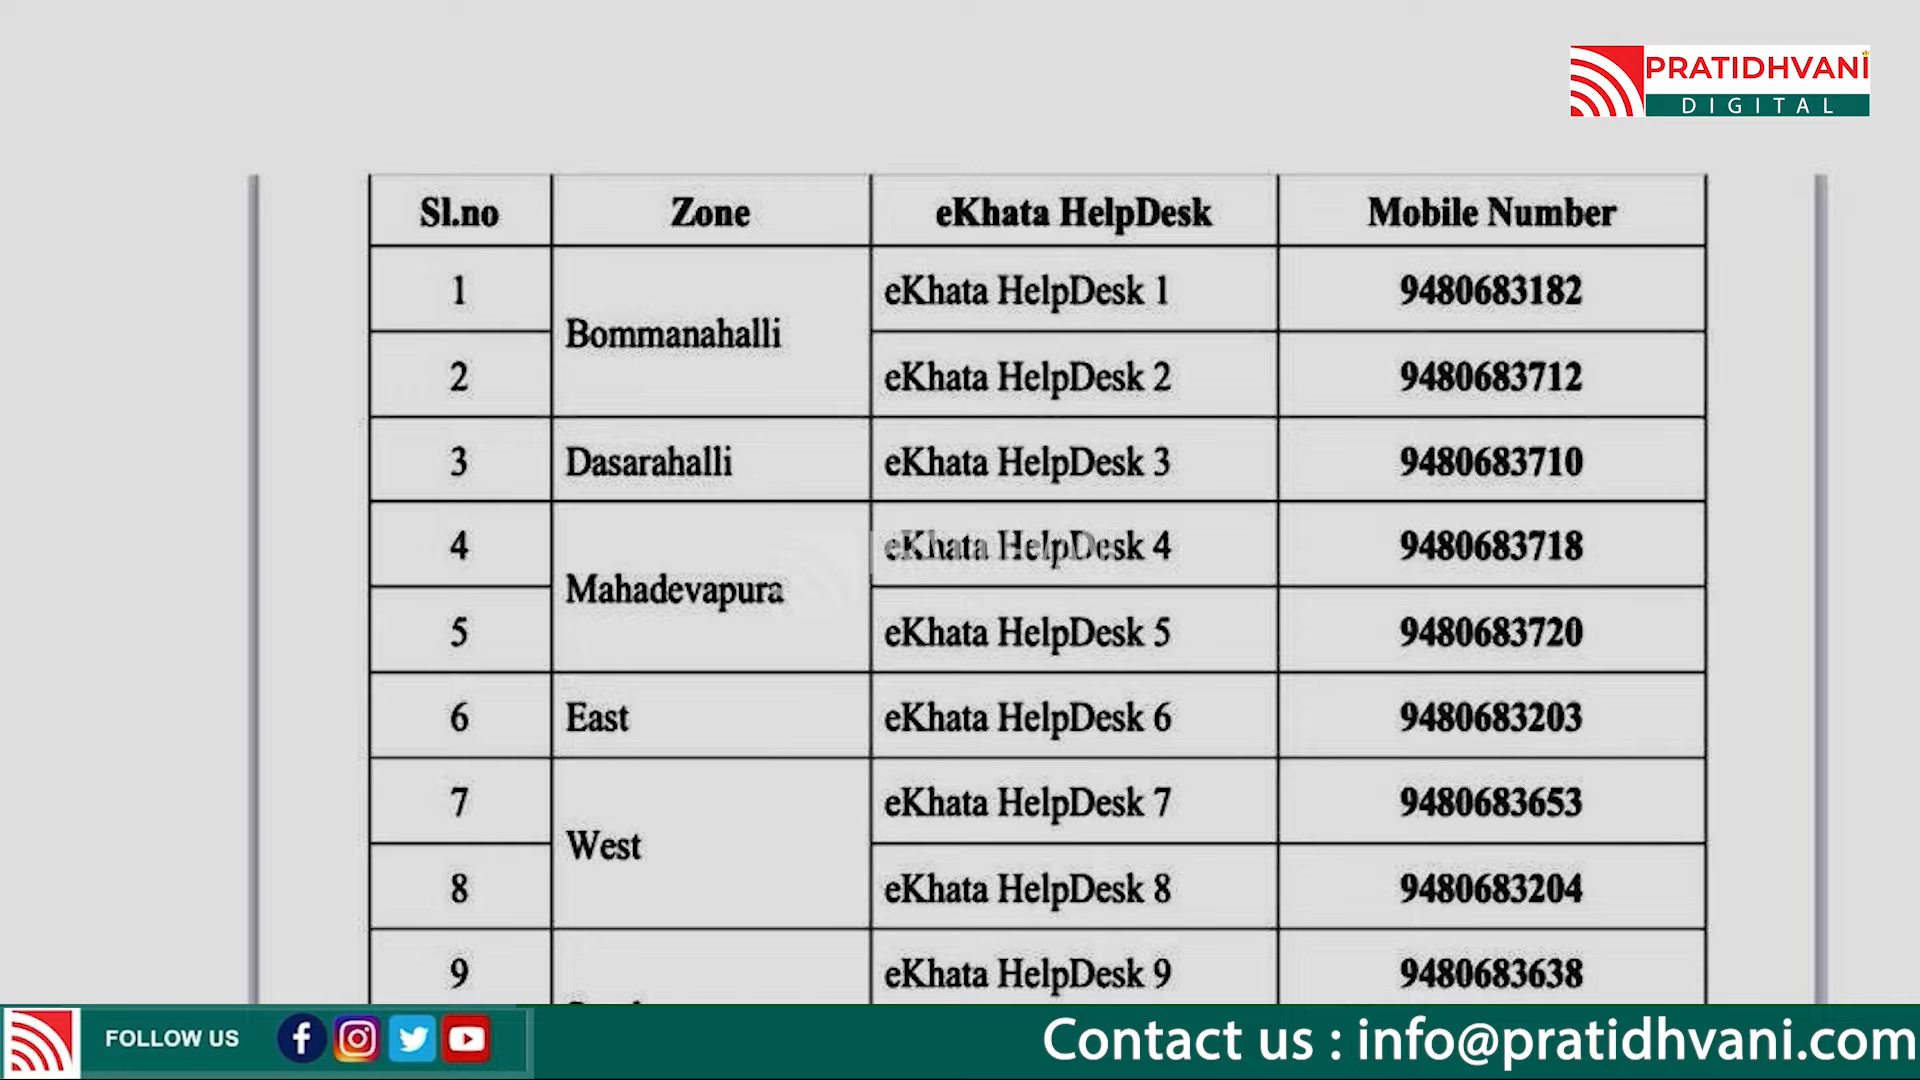 PRATIDHVANI
DIGITAL
Sl.no Zone eKhata HelpDesk Mobile Number
1 Bommanahalli eKhata HelpDesk 1 9480683182
2 eKhata HelpDesk 2 9480683712
3 Dasarahalli eKhata HelpDesk 3 9480683710
4 Mahadevapura eKhata HelpDesk 4 9480683718
5 eKhata HelpDesk 5 9480683720
6 East eKhata HelpDesk 6 9480683203
7 West eKhata HelpDesk 7 9480683653
8 eKhata HelpDesk 8 9480683204
9 eKhata HelpDesk 9 9480683638
FOLLOW US
Contact us : info@pratidhvani.com